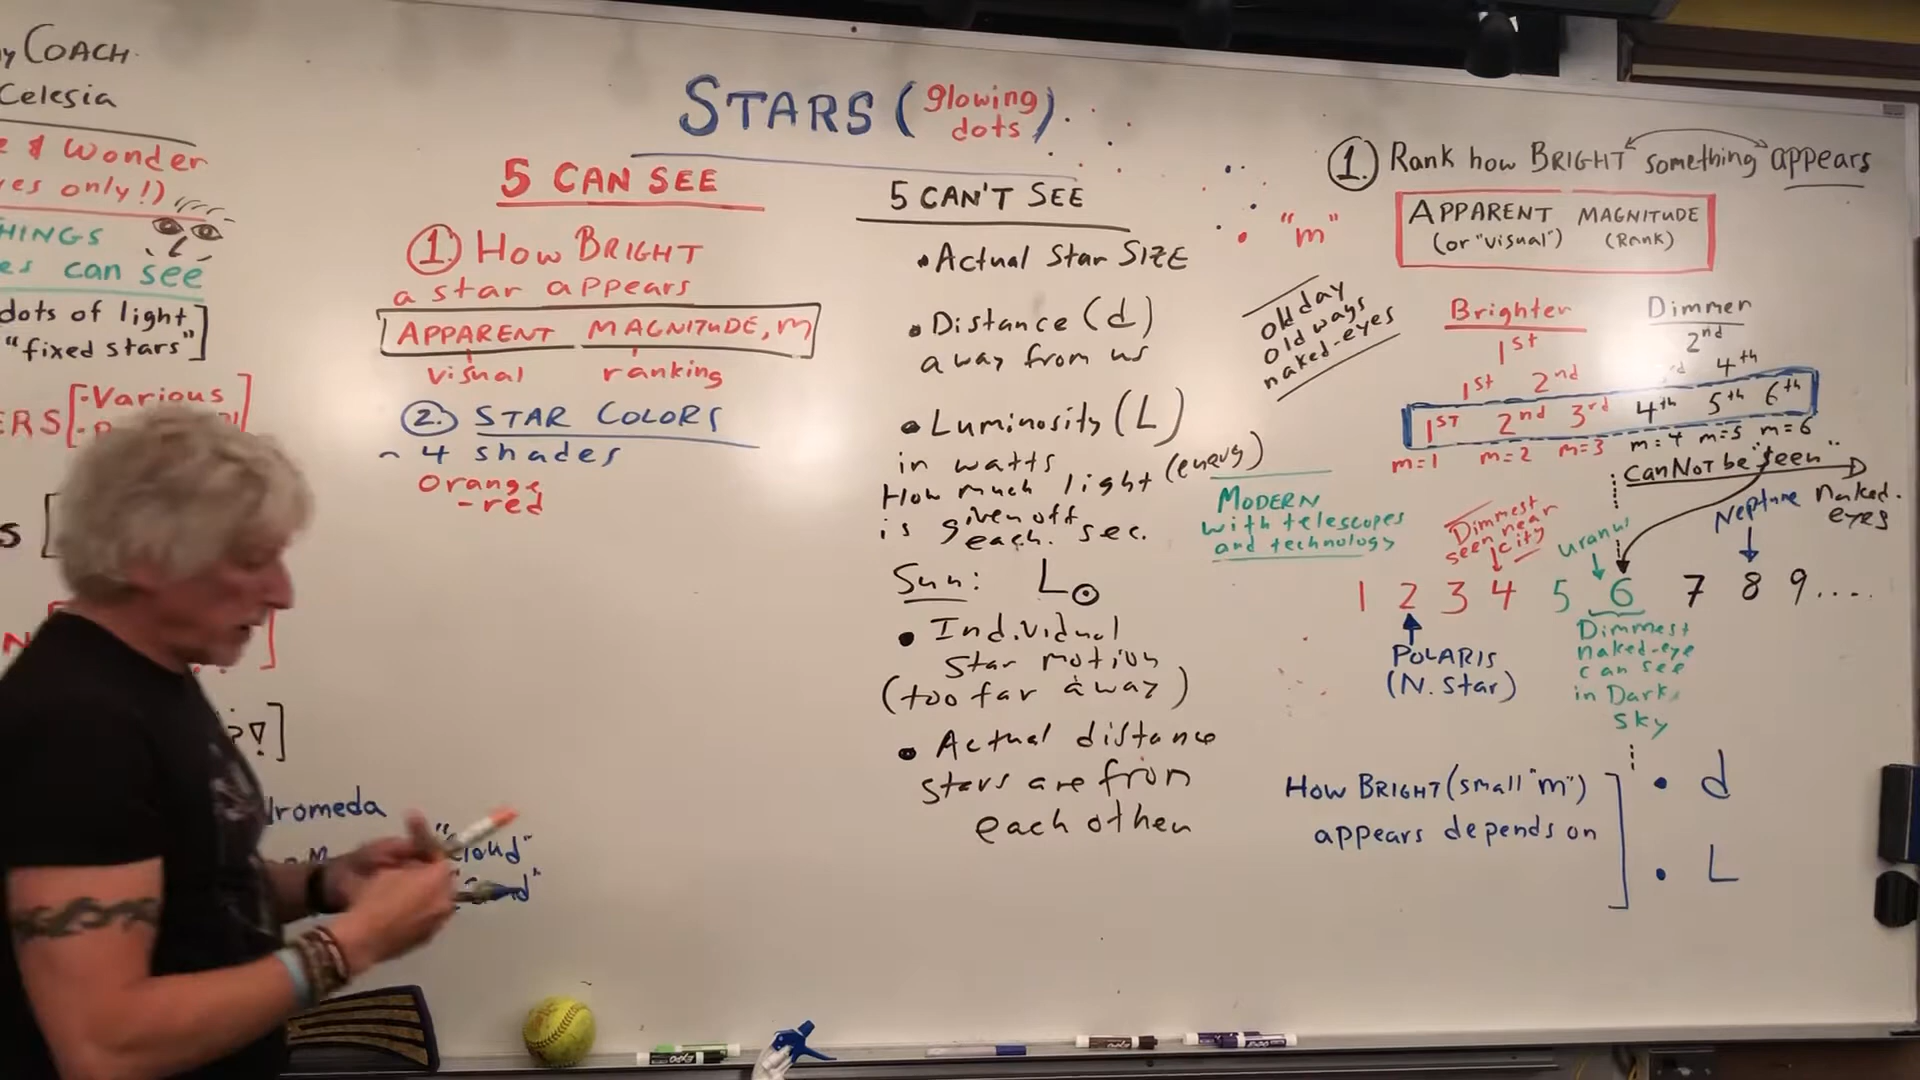 COACH
Celesia
& Wonder
yes only!)
THINGS
es can see
dots of light]
"fixed stars"]
ERS[-Various
dromeda
"Cloud"
STARS (glowing
dots)
5 CAN SEE
1. How BRIGHT
a star appears
APPARENT MAGNITUDE, m
visual ranking
2. STAR COLORS
~ 4 shades
orange
-red
5 CAN'T SEE
• Actual Star SIZE
• Distance (d)
away from us
• Luminosity (L)
in watts
How much light (energy)
is given off
each. sec.
Sun: L⊙
• Individual
Star motion
(too far away)
• Actual distance
stars are from
each other
1. Rank how BRIGHT something appears
"m"
APPARENT MAGNITUDE
(or "visual") (Rank)
old day
old ways
naked-eyes
Brighter Dimmer
1st 2nd
1st 2nd rd 4th
1ST 2nd 3rd 4th 5th 6th
m=1 m=2 m=3 m=4 m=5 m=6
CanNot be "seen"
naked-
eyes
MODERN
with telescopes
and technology
Dimmest
seen near
city
Uranus
Neptune
1 2 3 4 5 6 7 8 9....
POLARIS
(N. Star)
Dimmest
naked-eye
can see
in Dark
sky
How BRIGHT (small "m")
appears depends on
• d
• L
EXPO